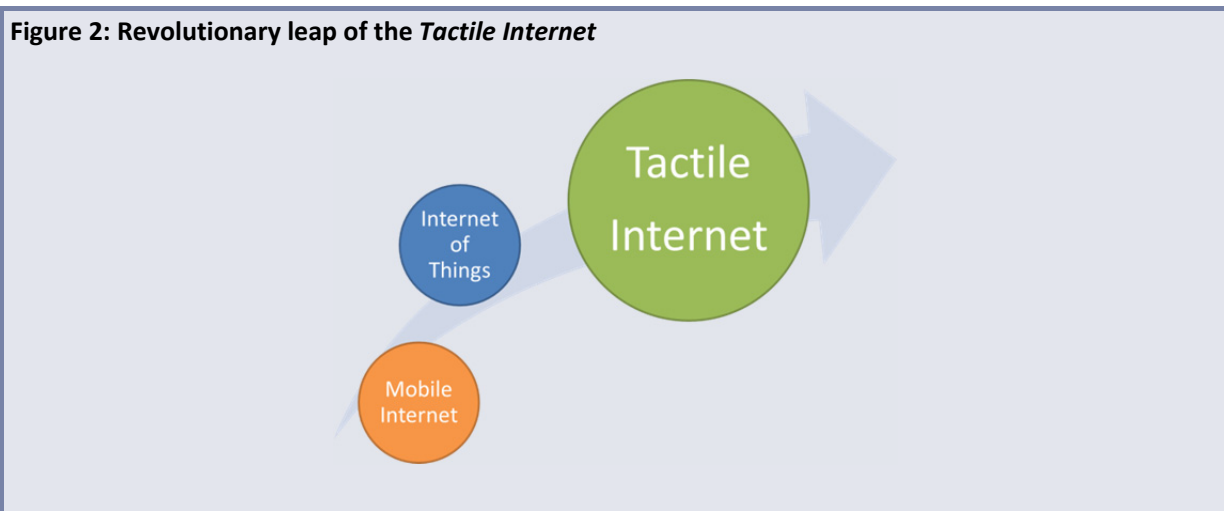 Figure 2: Revolutionary leap of the Tactile Internet
Tactile
Internet
Internet
of
Things
Mobile
Internet